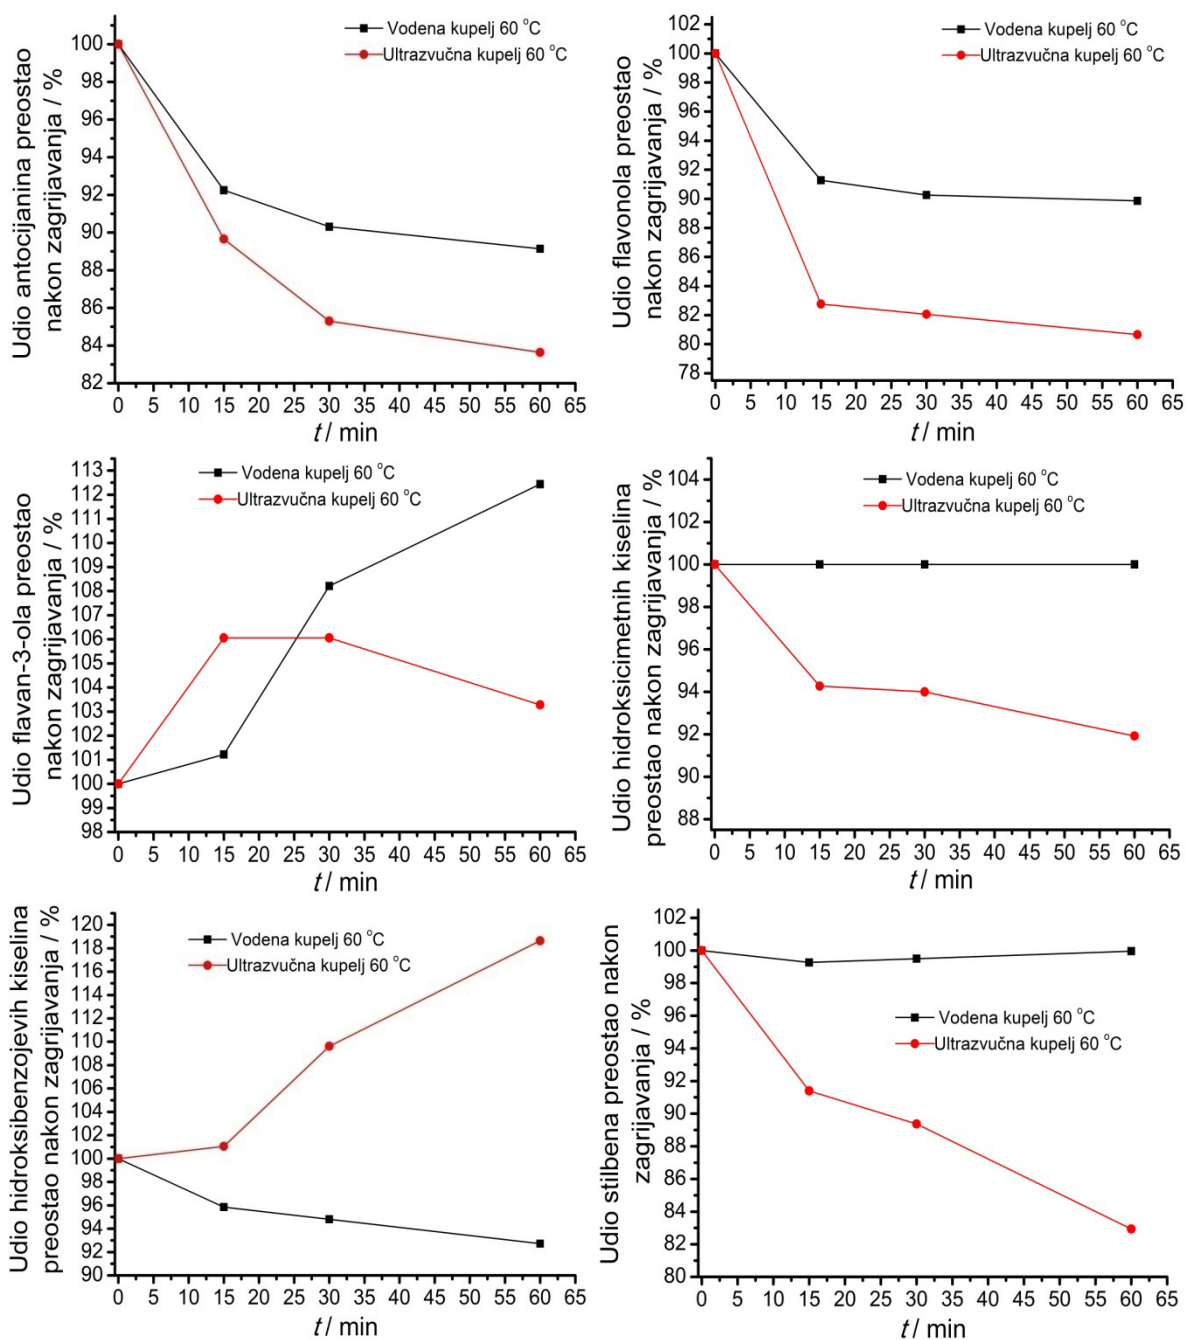 Udio antocijanina preostao
nakon zagrijavanja / %
100
98
96
94
92
90
88
86
84
82
Vodena kupelj 60 °C
Ultrazvučna kupelj 60 °C
0 5 10 15 20 25 30 35 40 45 50 55 60 65
t / min
Udio flavonola preostao
nakon zagrijavanja / %
102
100
98
96
94
92
90
88
86
84
82
80
78
Vodena kupelj 60 °C
Ultrazvučna kupelj 60 °C
0 5 10 15 20 25 30 35 40 45 50 55 60 65
t / min
Udio flavan-3-ola preostao
nakon zagrijavanja / %
113
112
111
110
109
108
107
106
105
104
103
102
101
100
99
98
Vodena kupelj 60 °C
Ultrazvučna kupelj 60 °C
0 5 10 15 20 25 30 35 40 45 50 55 60 65
t / min
Udio hidroksicimetnih kiselina
preostao nakon zagrijavanja / %
104
102
100
98
96
94
92
90
88
Vodena kupelj 60 °C
Ultrazvučna kupelj 60 °C
0 5 10 15 20 25 30 35 40 45 50 55 60 65
t / min
Udio hidroksibenzojevih kiselina
preostao nakon zagrijavanja / %
120
118
116
114
112
110
108
106
104
102
100
98
96
94
92
90
Vodena kupelj 60 °C
Ultrazvučna kupelj 60 °C
0 5 10 15 20 25 30 35 40 45 50 55 60 65
t / min
Udio stilbena preostao nakon
zagrijavanja / %
102
100
98
96
94
92
90
88
86
84
82
80
Vodena kupelj 60 °C
Ultrazvučna kupelj 60 °C
0 5 10 15 20 25 30 35 40 45 50 55 60 65
t / min